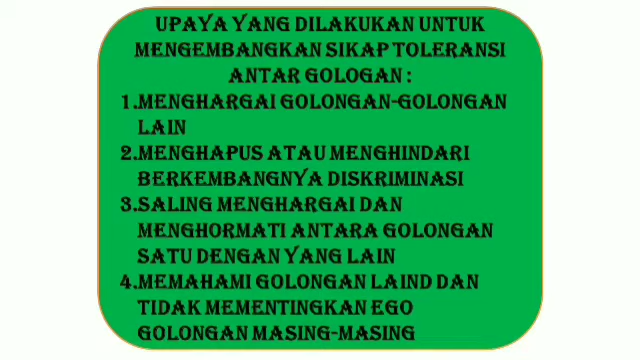 UPAYA YANG DILAKUKAN UNTUK
MENGEMBANGKAN SIKAP TOLERANSI
ANTAR GOLOGAN :
1.MENGHARGAI GOLONGAN-GOLONGAN
LAIN
2.MENGHAPUS ATAU MENGHINDARI
BERKEMBANGNYA DISKRIMINASI
3.SALING MENGHARGAI DAN
MENGHORMATI ANTARA GOLONGAN
SATU DENGAN YANG LAIN
4.MEMAHAMI GOLONGAN LAIND DAN
TIDAK MEMENTINGKAN EGO
GOLONGAN MASING-MASING